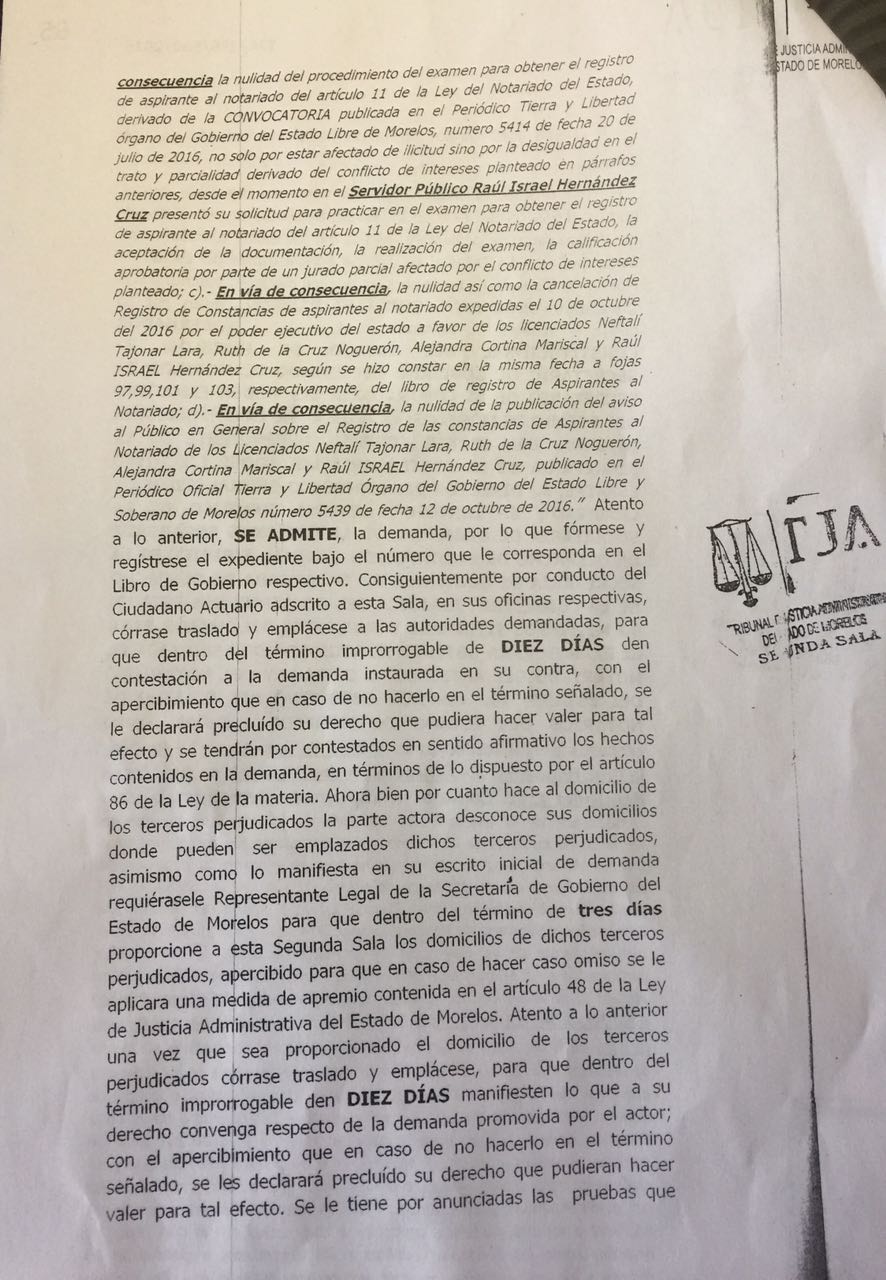 JUSTICIA ADMI
STADO DE MORELO
consecuencia la nulidad del procedimiento del examen para obtener el registro
de aspirante al notariado del artículo 11 de la Ley del Notariado del Estado,
derivado de la CONVOCATORIA publicada en el Periódico Tierra y Libertad
órgano del Gobierno del Estado Libre de Morelos, numero 5414 de fecha 20 de
julio de 2016, no solo por estar afectado de ilicitud sino por la desigualdad en el
trato y parcialidad derivado del conflicto de intereses planteado en párrafos
anteriores, desde el momento en el Servidor Público Raúl Israel Hernández
Cruz presentó su solicitud para practicar en el examen para obtener el registro
de aspirante al notariado del artículo 11 de la Ley del Notariado del Estado, la
aceptación de la documentación, la realización del examen, la calificación
aprobatoria por parte de un jurado parcial afectado por el conflicto de intereses
planteado; c).- En vía de consecuencia, la nulidad así como la cancelación de
Registro de Constancias de aspirantes al notariado expedidas el 10 de octubre
del 2016 por el poder ejecutivo del estado a favor de los licenciados Neftalí
Tajonar Lara, Ruth de la Cruz Noguerón, Alejandra Cortina Mariscal y Raúl
ISRAEL Hernández Cruz, según se hizo constar en la misma fecha a fojas
97,99,101 y 103, respectivamente, del libro de registro de Aspirantes al
Notariado; d).- En vía de consecuencia, la nulidad de la publicación del aviso
al Público en General sobre el Registro de las constancias de Aspirantes al
Notariado de los Licenciados Neftalí Tajonar Lara, Ruth de la Cruz Noguerón,
Alejandra Cortina Mariscal y Raúl ISRAEL Hernández Cruz, publicado en el
Periódico Oficial Tierra y Libertad Órgano del Gobierno del Estado Libre y
Soberano de Morelos número 5439 de fecha 12 de octubre de 2016." Atento
a lo anterior, SE ADMITE, la demanda, por lo que fórmese y
regístrese el expediente bajo el número que le corresponda en el
Libro de Gobierno respectivo. Consiguientemente por conducto del
Ciudadano Actuario adscrito a esta Sala, en sus oficinas respectivas,
córrase traslado y emplácese a las autoridades demandadas, para
que dentro del término improrrogable de DIEZ DÍAS den
contestación a la demanda instaurada en su contra, con el
apercibimiento que en caso de no hacerlo en el término señalado, se
le declarará precluído su derecho que pudiera hacer valer para tal
efecto y se tendrán por contestados en sentido afirmativo los hechos
contenidos en la demanda, en términos de lo dispuesto por el artículo
86 de la Ley de la materia. Ahora bien por cuanto hace al domicilio de
los terceros perjudicados la parte actora desconoce sus domicilios
donde pueden ser emplazados dichos terceros perjudicados,
asimismo como lo manifiesta en su escrito inicial de demanda
requiérasele Representante Legal de la Secretaría de Gobierno del
Estado de Morelos para que dentro del término de tres días
proporcione a esta Segunda Sala los domicilios de dichos terceros
perjudicados, apercibido para que en caso de hacer caso omiso se le
aplicara una medida de apremio contenida en el artículo 48 de la Ley
de Justicia Administrativa del Estado de Morelos. Atento a lo anterior
una vez que sea proporcionado el domicilio de los terceros
perjudicados córrase traslado y emplácese, para que dentro del
término improrrogable den DIEZ DÍAS manifiesten lo que a su
derecho convenga respecto de la demanda promovida por el actor;
con el apercibimiento que en caso de no hacerlo en el término
señalado, se les declarará precluído su derecho que pudieran hacer
valer para tal efecto. Se le tiene por anunciadas las pruebas que
TJA
TRIBUNAL
DE MORELOS
SALA